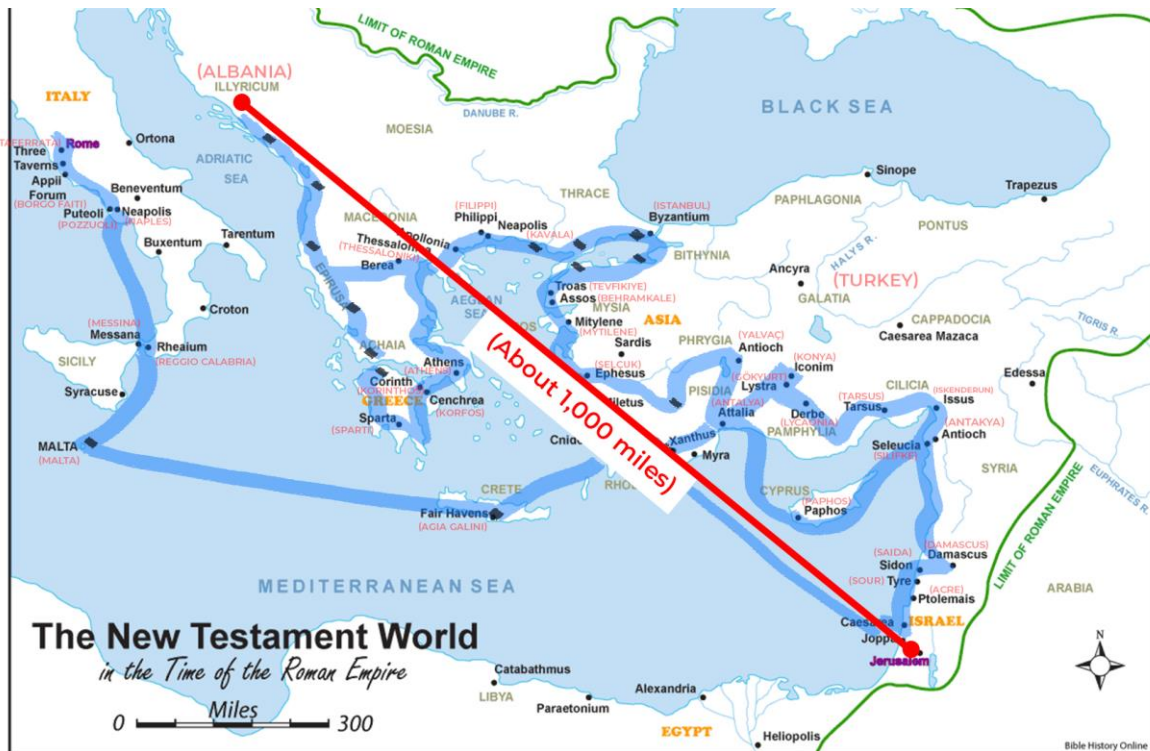 LIMIT OF ROMAN EMPIRE
(ALBANIA)
ILLYRICUM
ITALY
DANUBE R.
BLACK SEA
MOESIA
Rome
Three
Taverns
Appii
Forum
(BORGO FAITI)
Ortona
ADRIATIC
SEA
Beneventum
Puteoli
Neapolis
(POZZUOLI)
(NAPLES)
Buxentum
Tarentum
Croton
THRACE
MACEDONIA
(FILIPPI)
Philippi
Neapolis
(KAVALA)
(ISTANBUL)
Byzantium
Sinope
PAPHLAGONIA
Trapezus
PONTUS
BITHYNIA
HALYS R.
(THESSALONIKI)
Berea
EPIRUS
AEGEAN
SEA
Troas (TEVFIKIYE)
Assos (BEHRAMKALE)
MYSIA
Mitylene
(MYTILENE)
ASIA
Sardis
Ancyra
(TURKEY)
GALATIA
CAPPADOCIA
Caesarea Mazaca
TIGRIS R.
(MESSINA)
Messana
Rheaium
(REGGIO CALABRIA)
SICILY
Syracuse
ACHAIA
Athens
Corinth
(KORINTHOS)
GREECE
Cenchrea
(KORFOS)
Sparta
(SPARTI)
(SELCUK)
Ephesus
PHRYGIA
(YALVAÇ)
Antioch
(KONYA)
Iconim
(GÖKYURT)
Lystra
PISIDIA
(ANTALYA)
Attalia
Derbe
(LYCAONIA)
PAMPHYLIA
(TARSUS)
Tarsus
CILICIA
(ISKENDERUN)
Issus
Edessa
(ANTAKYA)
Antioch
Seleucia
(SILIFKE)
SYRIA
EUPHRATES R.
(About 1,000 miles)
Xanthus
Myra
MALTA
(MALTA)
CRETE
Fair Havens
(AGIA GALINI)
CYPRUS
(PAPHOS)
Paphos
(DAMASCUS)
Damascus
(SAIDA)
Sidon
(SOUR)
Tyre
(ACRE)
Ptolemais
LIMIT OF ROMAN EMPIRE
ARABIA
MEDITERRANEAN SEA
Caesarea
ISRAEL
Joppa
Jerusalem
The New Testament World
in the Time of the Roman Empire
Miles
0
300
Catabathmus
LIBYA
Paraetonium
Alexandria
EGYPT
Heliopolis
N
Bible History Online